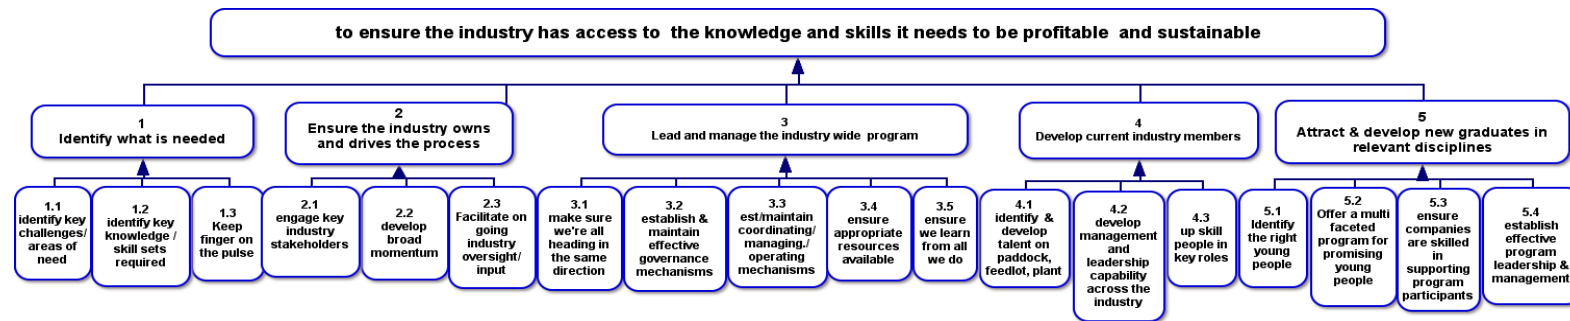 to ensure the industry has access to the knowledge and skills it needs to be profitable and sustainable
1
Identify what is needed
2
Ensure the industry owns
and drives the process
3
Lead and manage the industry wide program
4
Develop current industry members
5
Attract & develop new graduates in
relevant disciplines
1.1
identify key
challenges/
areas of
need
1.2
identify key
knowledge /
skill sets
required
1.3
Keep
finger on
the pulse
2.1
engage key
industry
stakeholders
2.2
develop
broad
momentum
2.3
Facilitate on
going
industry
oversight/
input
3.1
make sure
we're all
heading in
the same
direction
3.2
establish &
maintain
effective
governance
mechanisms
3.3
est/maintain
coordinating/
managing./
operating
mechanisms
3.4
ensure
appropriate
resources
available
3.5
ensure
we learn
from all
we do
4.1
identify &
develop
talent on
paddock,
feedlot, plant
4.2
develop
management
and
leadership
capability
across the
industry
4.3
up skill
people in
key roles
5.1
Identify
the right
young
people
5.2
Offer a multi
faceted
program for
promising
young
people
5.3
ensure
companies
are skilled
in
supporting
program
participants
5.4
establish
effective
program
leadership &
management